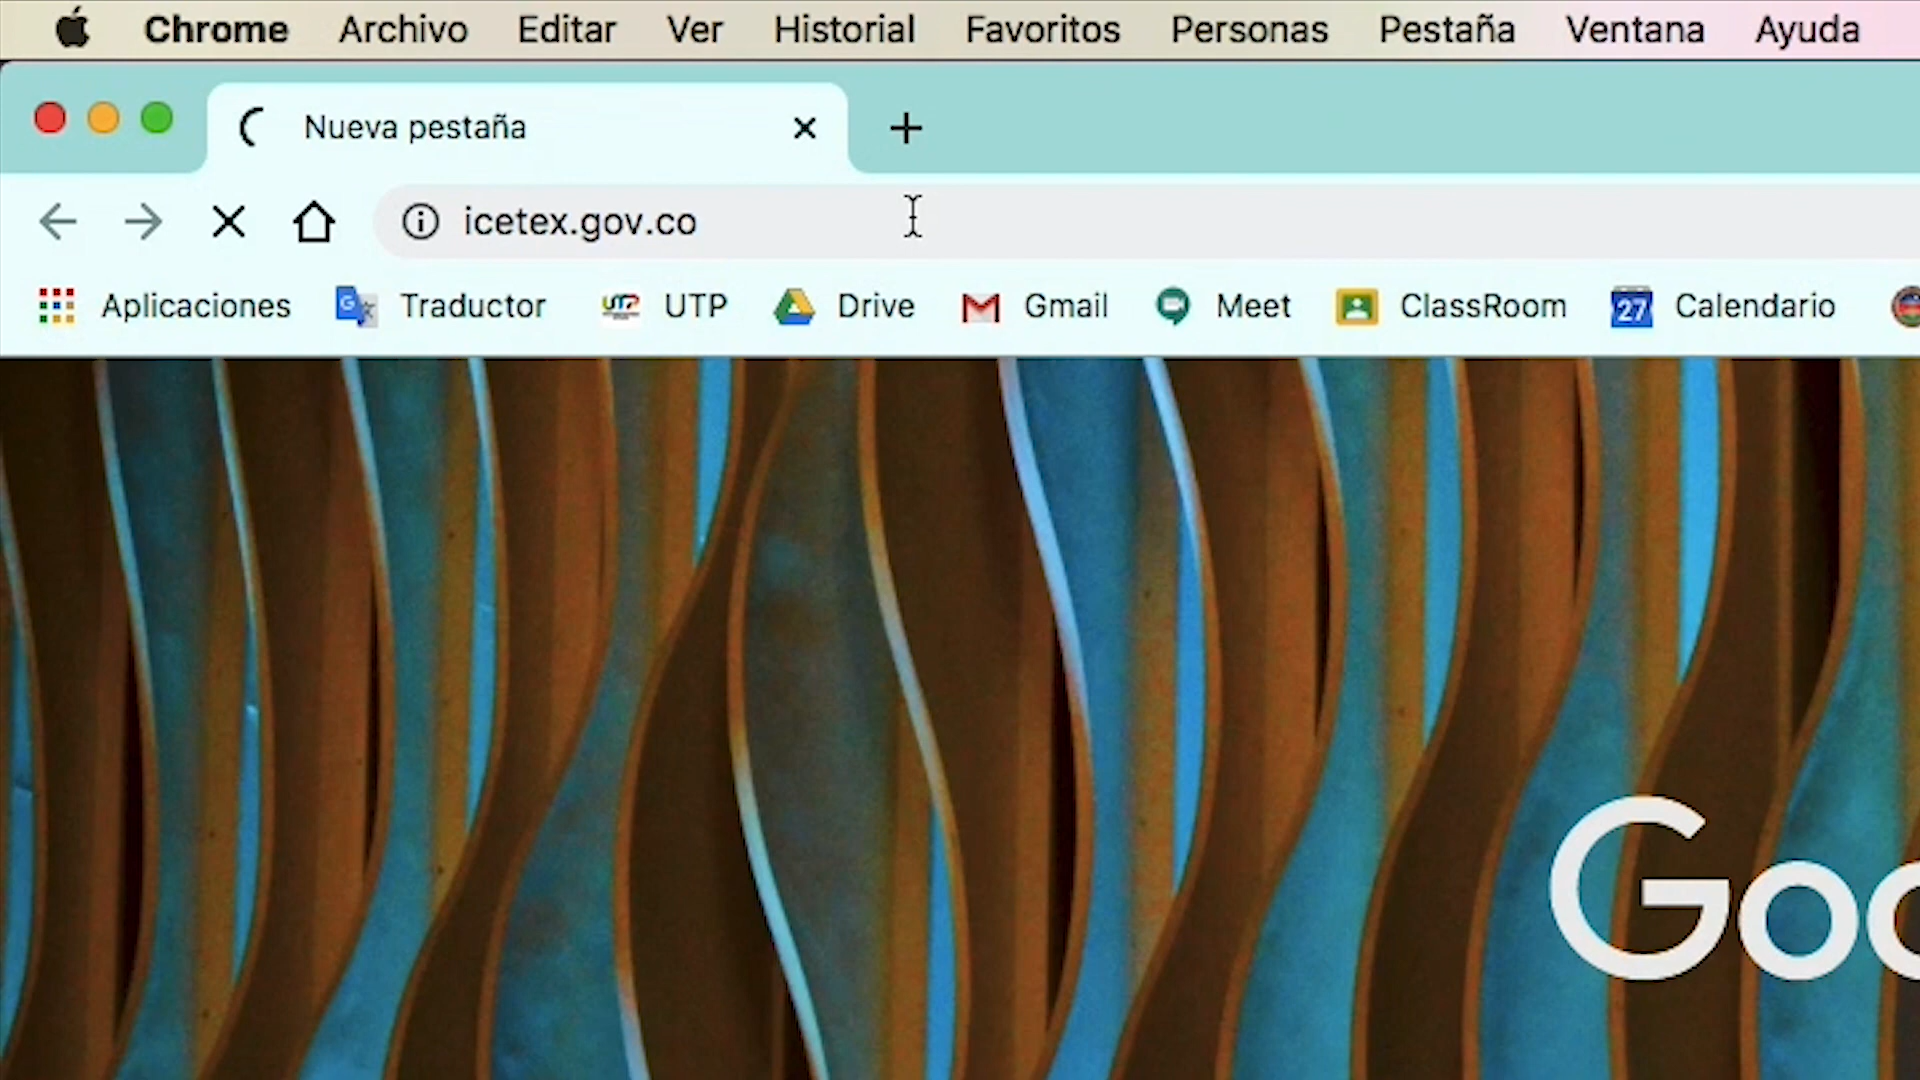 Chrome Archivo Editar Ver Historial Favoritos Personas Pestaña Ventana Ayuda
Nueva pestaña
icetex.gov.co
Aplicaciones Traductor UTP Drive Gmail Meet ClassRoom 27 Calendario
Goo